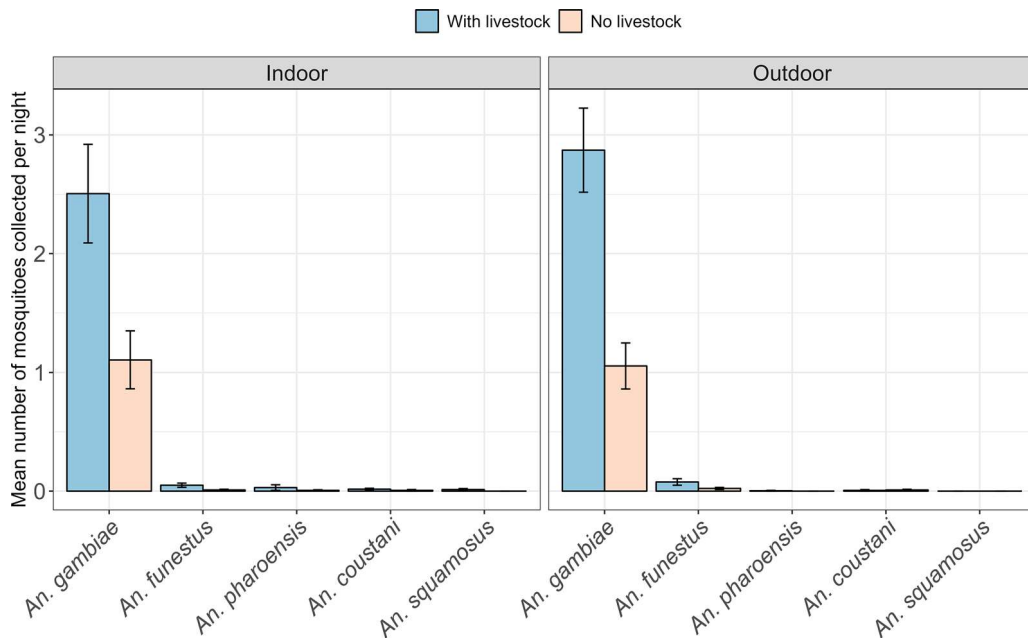 With livestock No livestock
Indoor Outdoor
Mean number of mosquitoes collected per night
3
2
1
0
An. gambiae An. funestus An. pharoensis An. coustani An. squamosus An. gambiae An. funestus An. pharoensis An. coustani An. squamosus